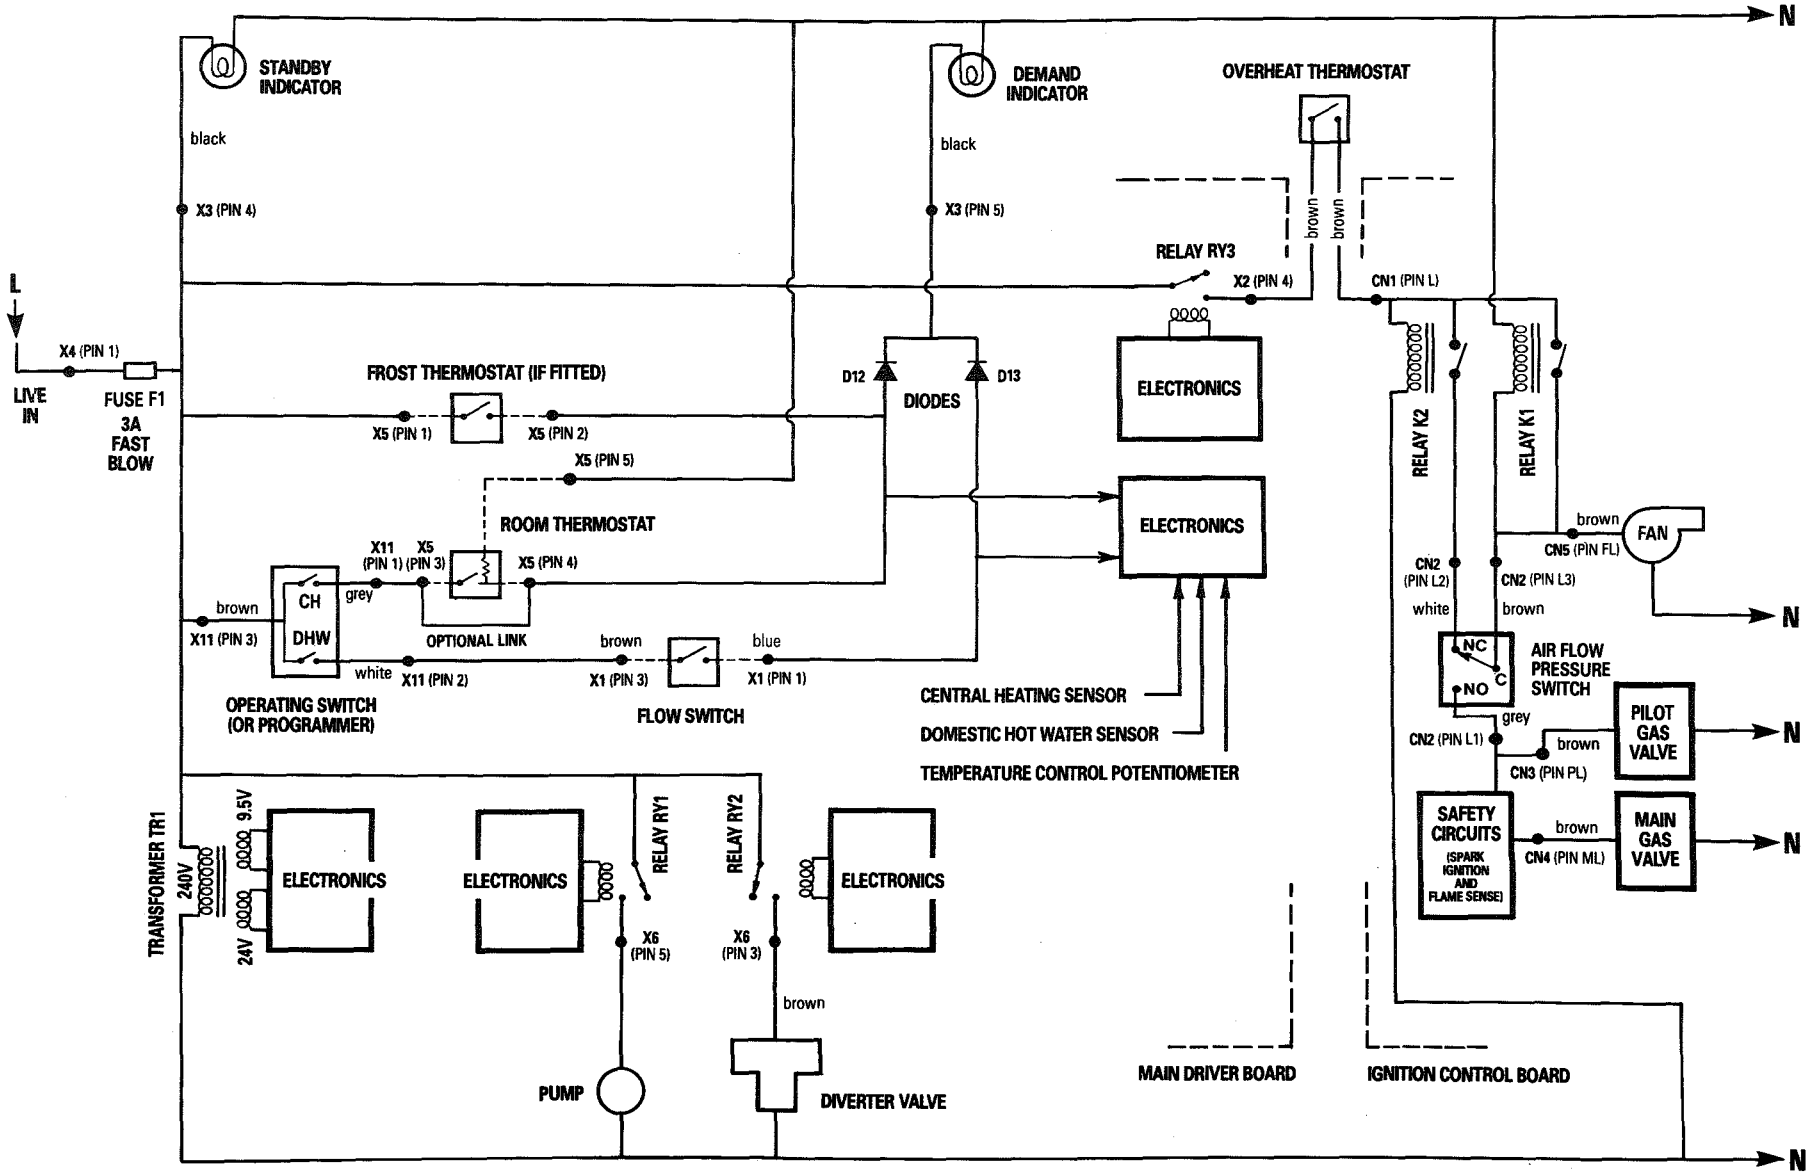 N
STANDBY
INDICATOR
DEMAND
INDICATOR
OVERHEAT THERMOSTAT
black
black
X3 (PIN 4)
X3 (PIN 5)
brown
brown
RELAY RY3
X2 (PIN 4)
CN1 (PIN L)
L
X4 (PIN 1)
LIVE
IN
FUSE F1
3A
FAST
BLOW
FROST THERMOSTAT (IF FITTED)
X5 (PIN 1)
X5 (PIN 2)
D12
D13
DIODES
ELECTRONICS
RELAY K2
RELAY K1
X5 (PIN 5)
ROOM THERMOSTAT
ELECTRONICS
X11
(PIN 1)
X5
(PIN 3)
X5 (PIN 4)
brown
FAN
CN5 (PIN FL)
CN2
(PIN L2)
CN2 (PIN L3)
white
brown
N
brown
X11 (PIN 3)
CH
DHW
grey
OPTIONAL LINK
white
X11 (PIN 2)
brown
X1 (PIN 3)
blue
X1 (PIN 1)
OPERATING SWITCH
(OR PROGRAMMER)
FLOW SWITCH
CENTRAL HEATING SENSOR
DOMESTIC HOT WATER SENSOR
TEMPERATURE CONTROL POTENTIOMETER
NC
C
NO
AIR FLOW
PRESSURE
SWITCH
grey
CN2 (PIN L1)
brown
CN3 (PIN PL)
PILOT
GAS
VALVE
N
SAFETY
CIRCUITS
(SPARK
IGNITION
AND
FLAME SENSE)
brown
CN4 (PIN ML)
MAIN
GAS
VALVE
N
TRANSFORMER TR1
240V
9.5V
24V
ELECTRONICS
ELECTRONICS
RELAY RY1
RELAY RY2
ELECTRONICS
X6
(PIN 5)
X6
(PIN 3)
brown
PUMP
DIVERTER VALVE
MAIN DRIVER BOARD
IGNITION CONTROL BOARD
N